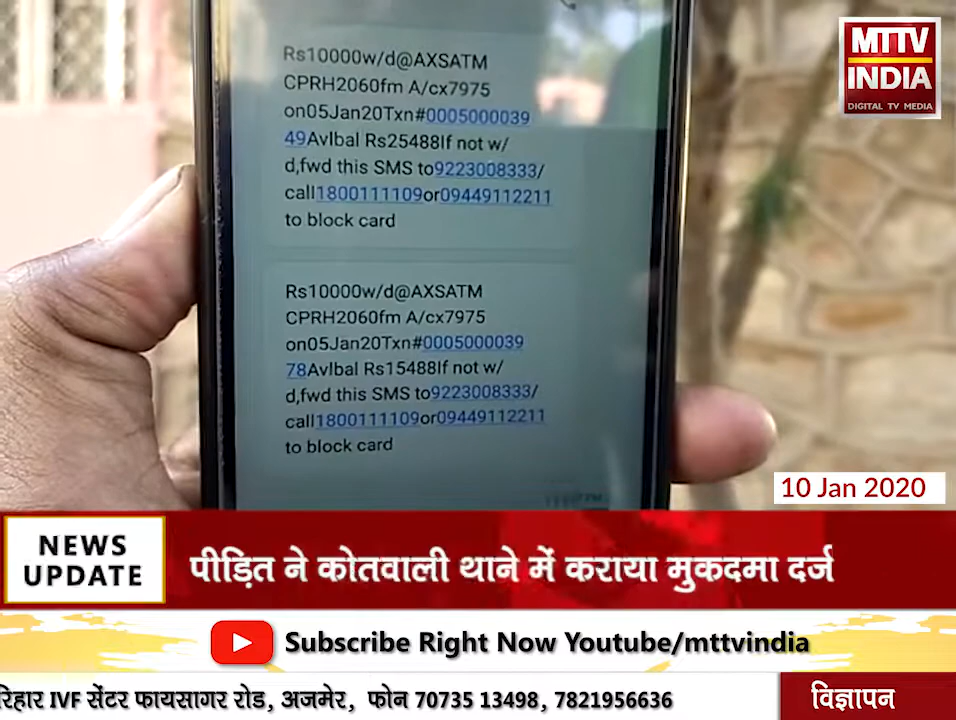 MTTV
INDIA
DIGITAL TV MEDIA
Rs10000w/d@AXSATM
CPRH2060fm A/cx7975
on05Jan20Txn#0005000039
49Avlbal Rs25488If not w/
d,fwd this SMS to9223008333/
call1800111109or09449112211
to block card
Rs10000w/d@AXSATM
CPRH2060fm A/cx7975
on05Jan20Txn#0005000039
78Avlbal Rs15488If not w/
d,fwd this SMS to9223008333/
call1800111109or09449112211
to block card
10 Jan 2020
NEWS
UPDATE
पीड़ित ने कोतवाली थाने में कराया मुकदमा दर्ज
Subscribe Right Now Youtube/mttvindia
IVF सेंटर फायसागर रोड, अजमेर, फोन 70735 13498, 7821956636
विज्ञापन